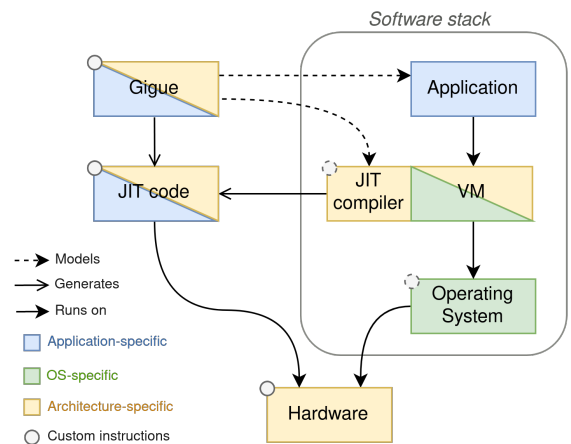 Software stack
Gigue
Application
JIT code
JIT
compiler
VM
Models
Generates
Runs on
Operating
System
Application-specific
OS-specific
Architecture-specific
Hardware
Custom instructions